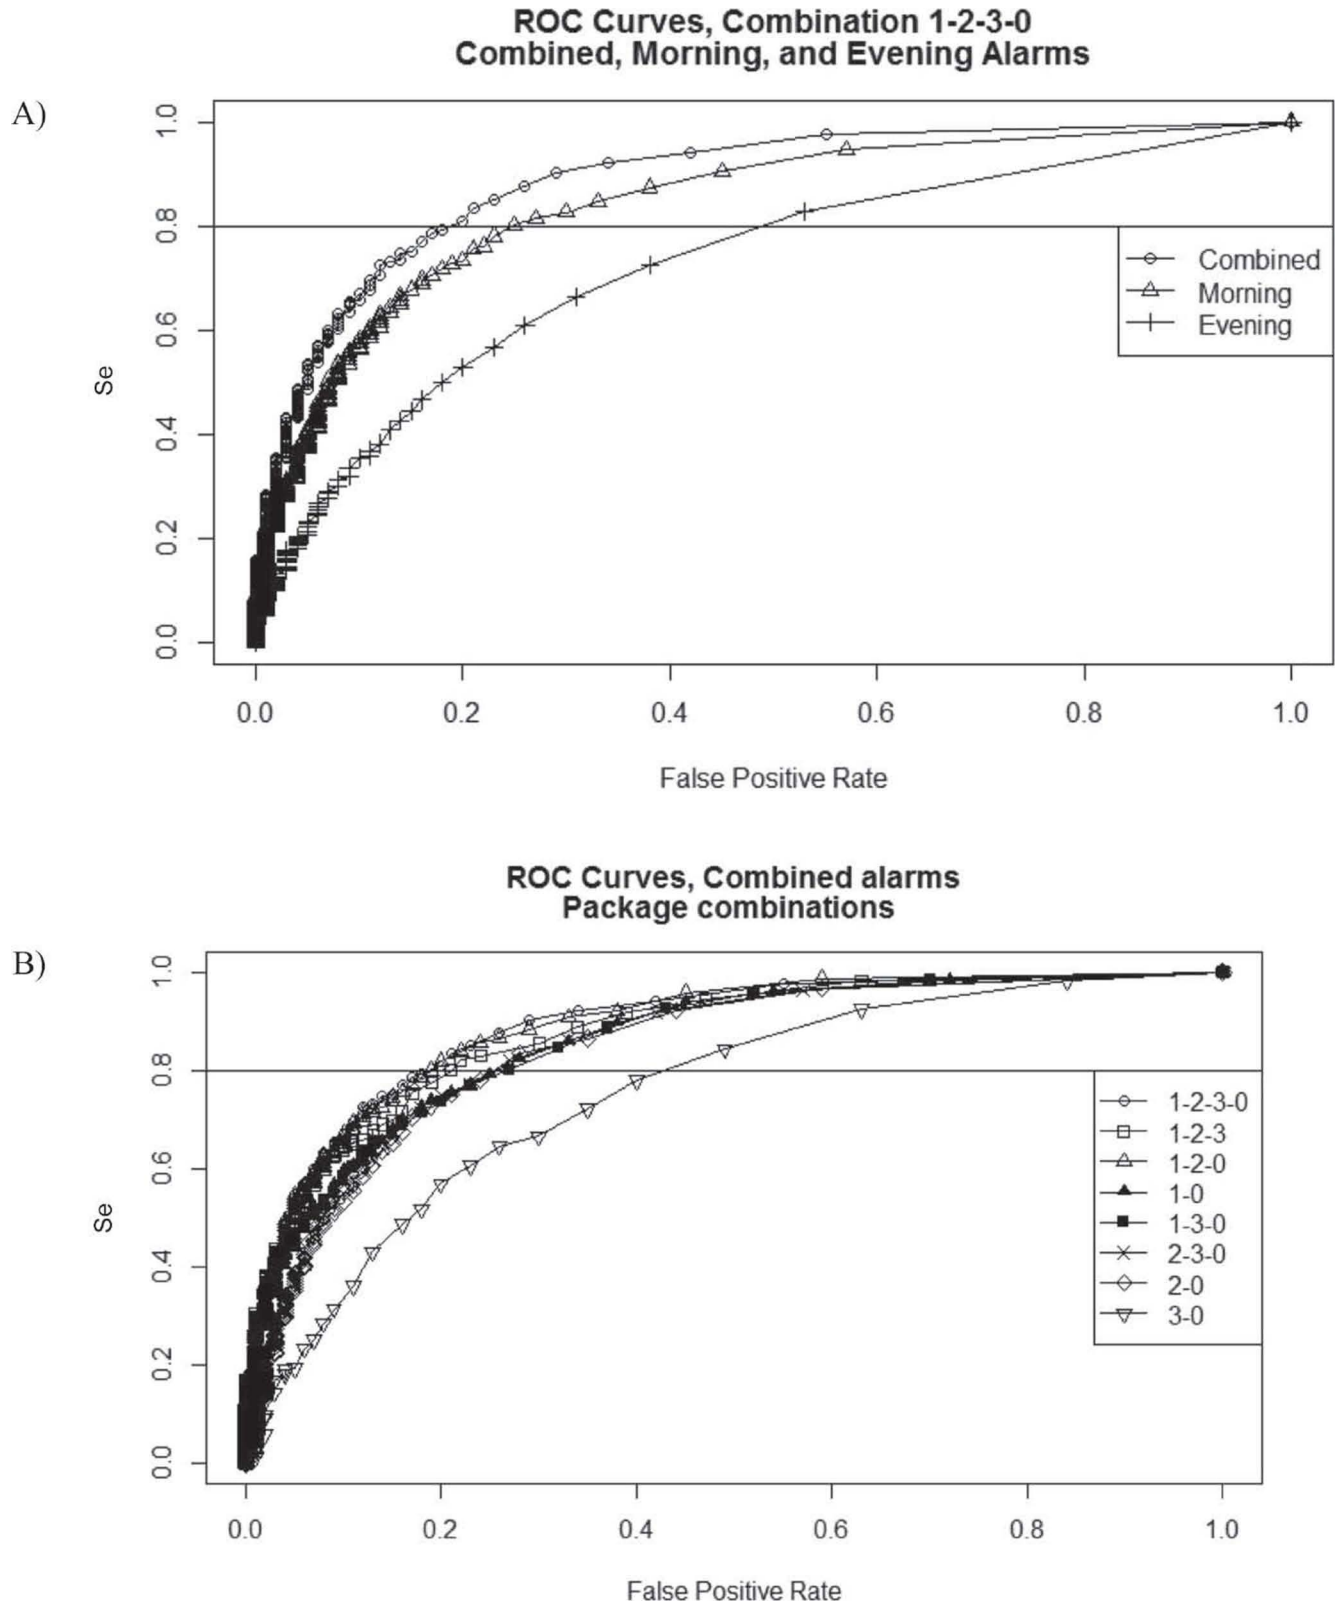 ROC Curves, Combination 1-2-3-0
Combined, Morning, and Evening Alarms
A)
1.0
0.8
0.6
0.4
0.2
0.0
Se
Combined
Morning
Evening
0.0 0.2 0.4 0.6 0.8 1.0
False Positive Rate
ROC Curves, Combined alarms
Package combinations
B)
1.0
0.8
0.6
0.4
0.2
0.0
Se
1-2-3-0
1-2-3
1-2-0
1-0
1-3-0
2-3-0
2-0
3-0
0.0 0.2 0.4 0.6 0.8 1.0
False Positive Rate